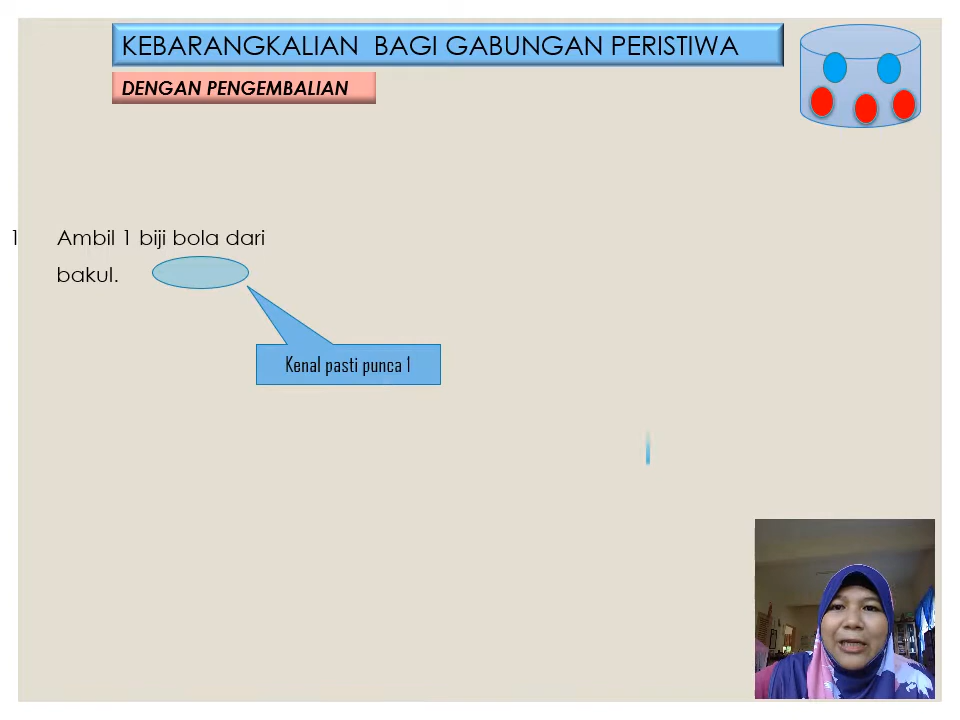 KEBARANGKALIAN BAGI GABUNGAN PERISTIWA
DENGAN PENGEMBALIAN
1 Ambil 1 biji bola dari
bakul.
Kenal pasti punca 1